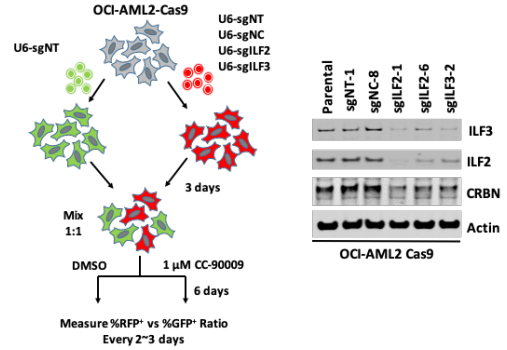 OCI-AML2-Cas9
U6-sgNT
U6-sgNT
U6-sgNC
U6-sgILF2
U6-sgILF3
3 days
Mix
1:1
DMSO
1 µM CC-90009
6 days
Measure %RFP⁺ vs %GFP⁺ Ratio
Every 2~3 days
Parental
sgNT-1
sgNC-8
sgILF2-1
sgILF2-6
sgILF3-2
ILF3
ILF2
CRBN
Actin
OCI-AML2 Cas9